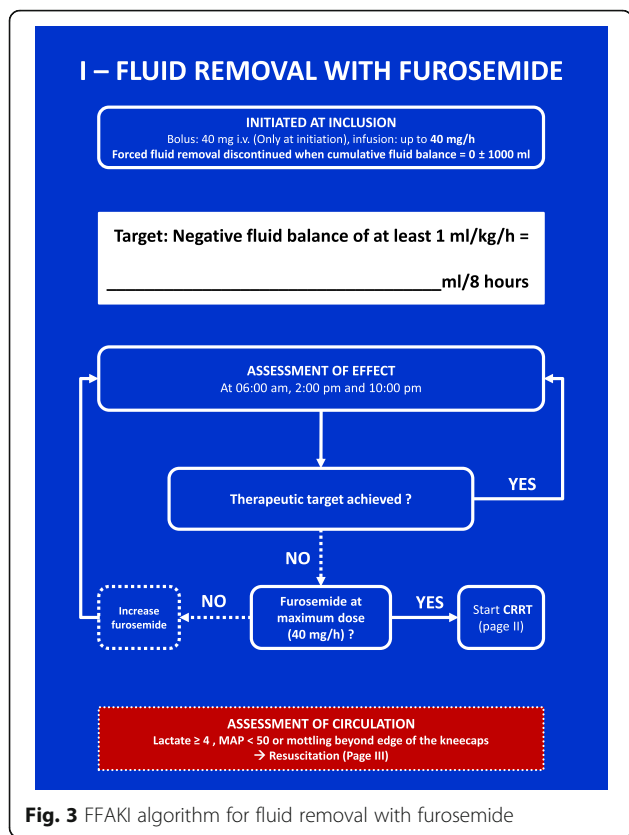 I – FLUID REMOVAL WITH FUROSEMIDE
INITIATED AT INCLUSION
Bolus: 40 mg i.v. (Only at initiation), infusion: up to 40 mg/h
Forced fluid removal discontinued when cumulative fluid balance = 0 ± 1000 ml
Target: Negative fluid balance of at least 1 ml/kg/h =
___________________________________ml/8 hours
ASSESSMENT OF EFFECT
At 06:00 am, 2:00 pm and 10:00 pm
Therapeutic target achieved ?
YES
NO
Furosemide at
maximum dose
(40 mg/h) ?
NO
Increase
furosemide
YES
Start CRRT
(page II)
ASSESSMENT OF CIRCULATION
Lactate ≥ 4 , MAP < 50 or mottling beyond edge of the kneecaps
→ Resuscitation (Page III)
Fig. 3 FFAKI algorithm for fluid removal with furosemide